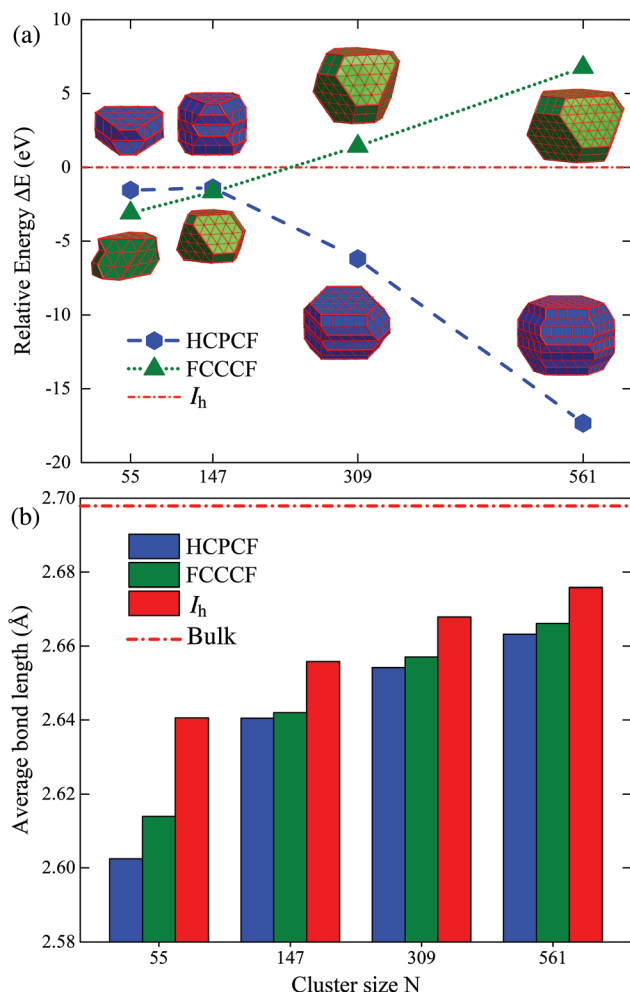 (a)
10
5
0
-5
-10
-15
-20
Relative Energy ΔE (eV)
HCPCF
FCCCF
Ih
55 147 309 561
(b)
2.70
2.68
2.66
2.64
2.62
2.60
2.58
Average bond length (Å)
HCPCF
FCCCF
Ih
Bulk
55 147 309 561
Cluster size N